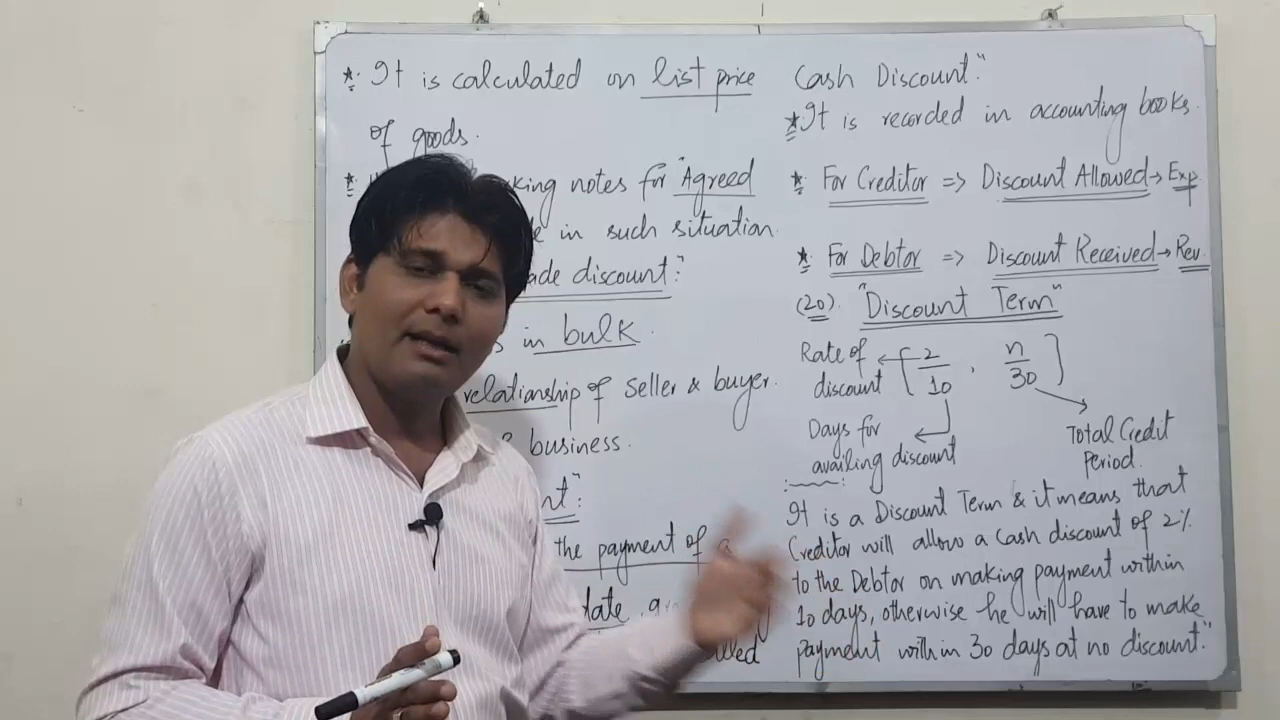 * It is calculated on list price
of goods.
* king notes for "Agreed
in such situation.
ade discount":
in bulk.
relationship of seller & buyer.
business.
nt":
the payment of a
date,
lled
Cash Discount"
* It is recorded in accounting books.
* For Creditor => Discount Allowed → Exp.
* For Debtor => Discount Received → Rev.
(20). "Discount Term"
Rate of discount ← [2/10 , n/30]
Days for
availing discount
Total Credit
Period.
It is a Discount Term & it means that
Creditor will allow a cash discount of 2%
to the Debtor on making payment within
10 days, otherwise he will have to make
payment within 30 days at no discount."